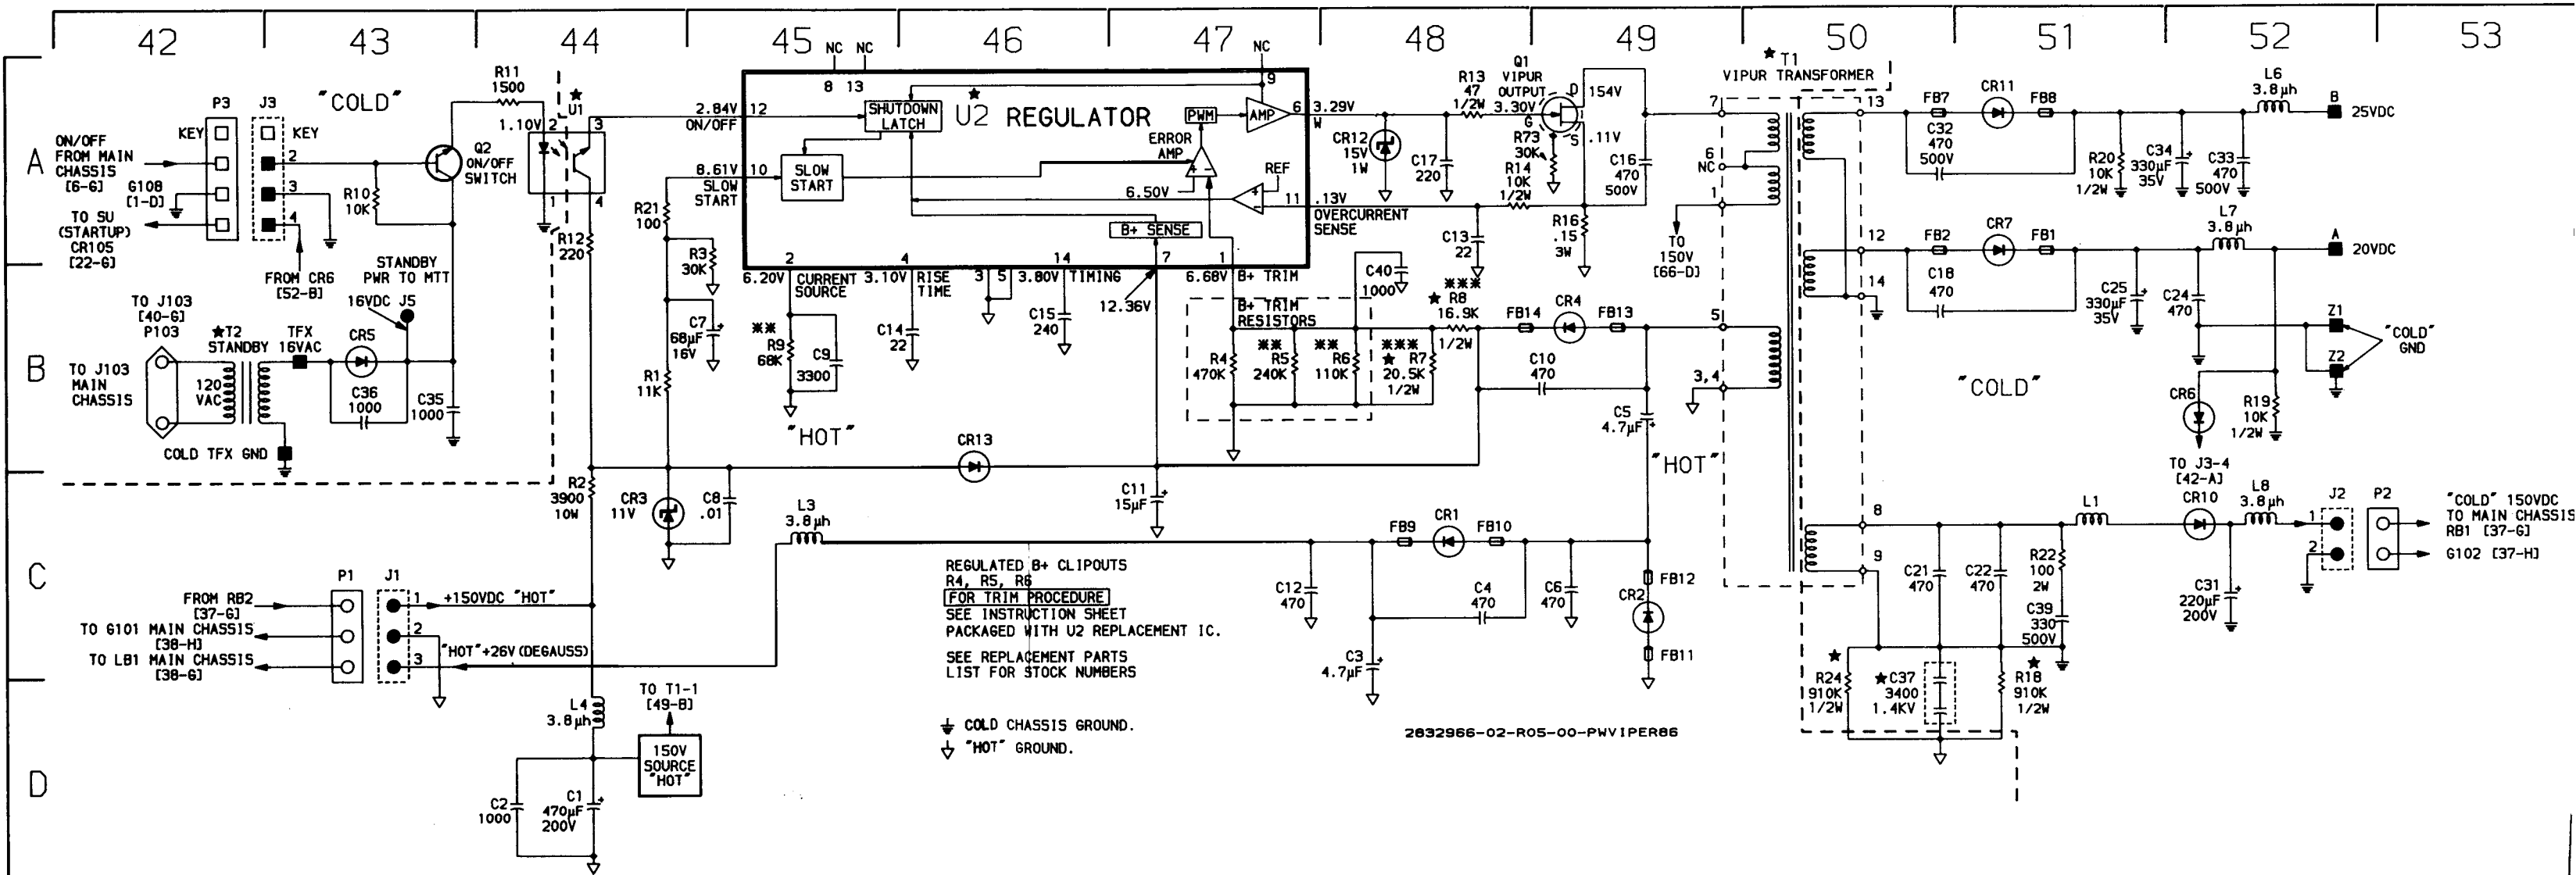 42 43 44 45 46 47 48 49 50 51 52 53
A
B
C
D
P3
J3
"COLD"
KEY
KEY
ON/OFF
FROM MAIN
CHASSIS
[6-G]
G108
[1-D]
TO SU
(STARTUP)
CR105
[22-G]
2
3
4
FROM CR6
[52-B]
R10
10K
Q2
ON/OFF
SWITCH
R11
1500
1.10V
★
U1
2
3
1
4
R12
220
STANDBY
PWR TO MTT
16VDC J5
TO J103
[40-G]
P103
★T2
STANDBY
TFX
16VAC
CR5
TO J103
MAIN
CHASSIS
120
VAC
C36
1000
C35
1000
COLD TFX GND
NC NC
8 13
NC
9
2.84V 12
ON/OFF
SHUTDOWN
LATCH
★
U2 REGULATOR
PWM
AMP
6 3.29V
W
8.61V 10
SLOW
START
SLOW
START
ERROR
AMP
+ -
6.50V
REF
+
-
11 .13V
OVERCURRENT
SENSE
B+ SENSE
R21
100
R3
30K
2
6.20V CURRENT
SOURCE
4
3.10V RISE
TIME
3 5
14
3.80V TIMING
7
12.36V
1
6.68V B+ TRIM
C7
68µF
16V
+
R1
11K
✱✱
R9
68K
C9
3300
C14
22
C15
240
B+ TRIM
RESISTORS
R4
470K
✱✱
R5
240K
✱✱
R6
110K
✱✱✱
★ R7
20.5K
1/2W
C40
1000
✱✱✱
★ R8
16.9K
1/2W
"HOT"
CR12
15V
1W
C17
220
R13
47
1/2W
Q1
VIPUR
OUTPUT
3.30V
G
D
S
154V
.11V
R73
30K
R14
10K
1/2W
C13
22
R16
.15
3W
C16
470
500V
FB14
CR4
FB13
C10
470
C5
4.7µF
+
"HOT"
★ T1
VIPUR TRANSFORMER
7
6
NC
1
TO
150V
[66-D]
5
3,4
13
12
14
8
9
FB7
CR11
FB8
C32
470
500V
R20
10K
1/2W
C34
330µF
35V
+
C33
470
500V
L6
3.8µh
B
25VDC
FB2
CR7
FB1
C18
470
C25
330µF
35V
+
C24
470
L7
3.8µh
A
20VDC
Z1
Z2
"COLD"
GND
"COLD"
CR6
R19
10K
1/2W
TO J3-4
[42-A]
R2
3900
10W
CR3
11V
C8
.01
CR13
C11
15µF
+
L3
3.8µh
FB9
CR1
FB10
C12
470
C4
470
C6
470
C3
4.7µF
+
FB12
CR2
FB11
L1
CR10
L8
3.8µh
J2
P2
1
2
"COLD" 150VDC
TO MAIN CHASSIS
RB1 [37-G]
G102 [37-H]
C21
470
C22
470
R22
100
2W
C39
330
500V
C31
220µF
200V
+
★
R24
910K
1/2W
★C37
3400
1.4KV
★
R18
910K
1/2W
P1
J1
FROM RB2
[37-G]
TO G101 MAIN CHASSIS
[38-H]
TO LB1 MAIN CHASSIS
[38-G]
1
2
3
+150VDC "HOT"
"HOT"+26V(DEGAUSS)
REGULATED B+ CLIPOUTS
R4, R5, R6
FOR TRIM PROCEDURE
SEE INSTRUCTION SHEET
PACKAGED WITH U2 REPLACEMENT IC.
SEE REPLACEMENT PARTS
LIST FOR STOCK NUMBERS
L4
3.8µh
TO T1-1
[49-B]
150V
SOURCE
"HOT"
C2
1000
C1
470µF
200V
+
COLD CHASSIS GROUND.
"HOT" GROUND.
2832966-02-R05-00-PWVIPER86